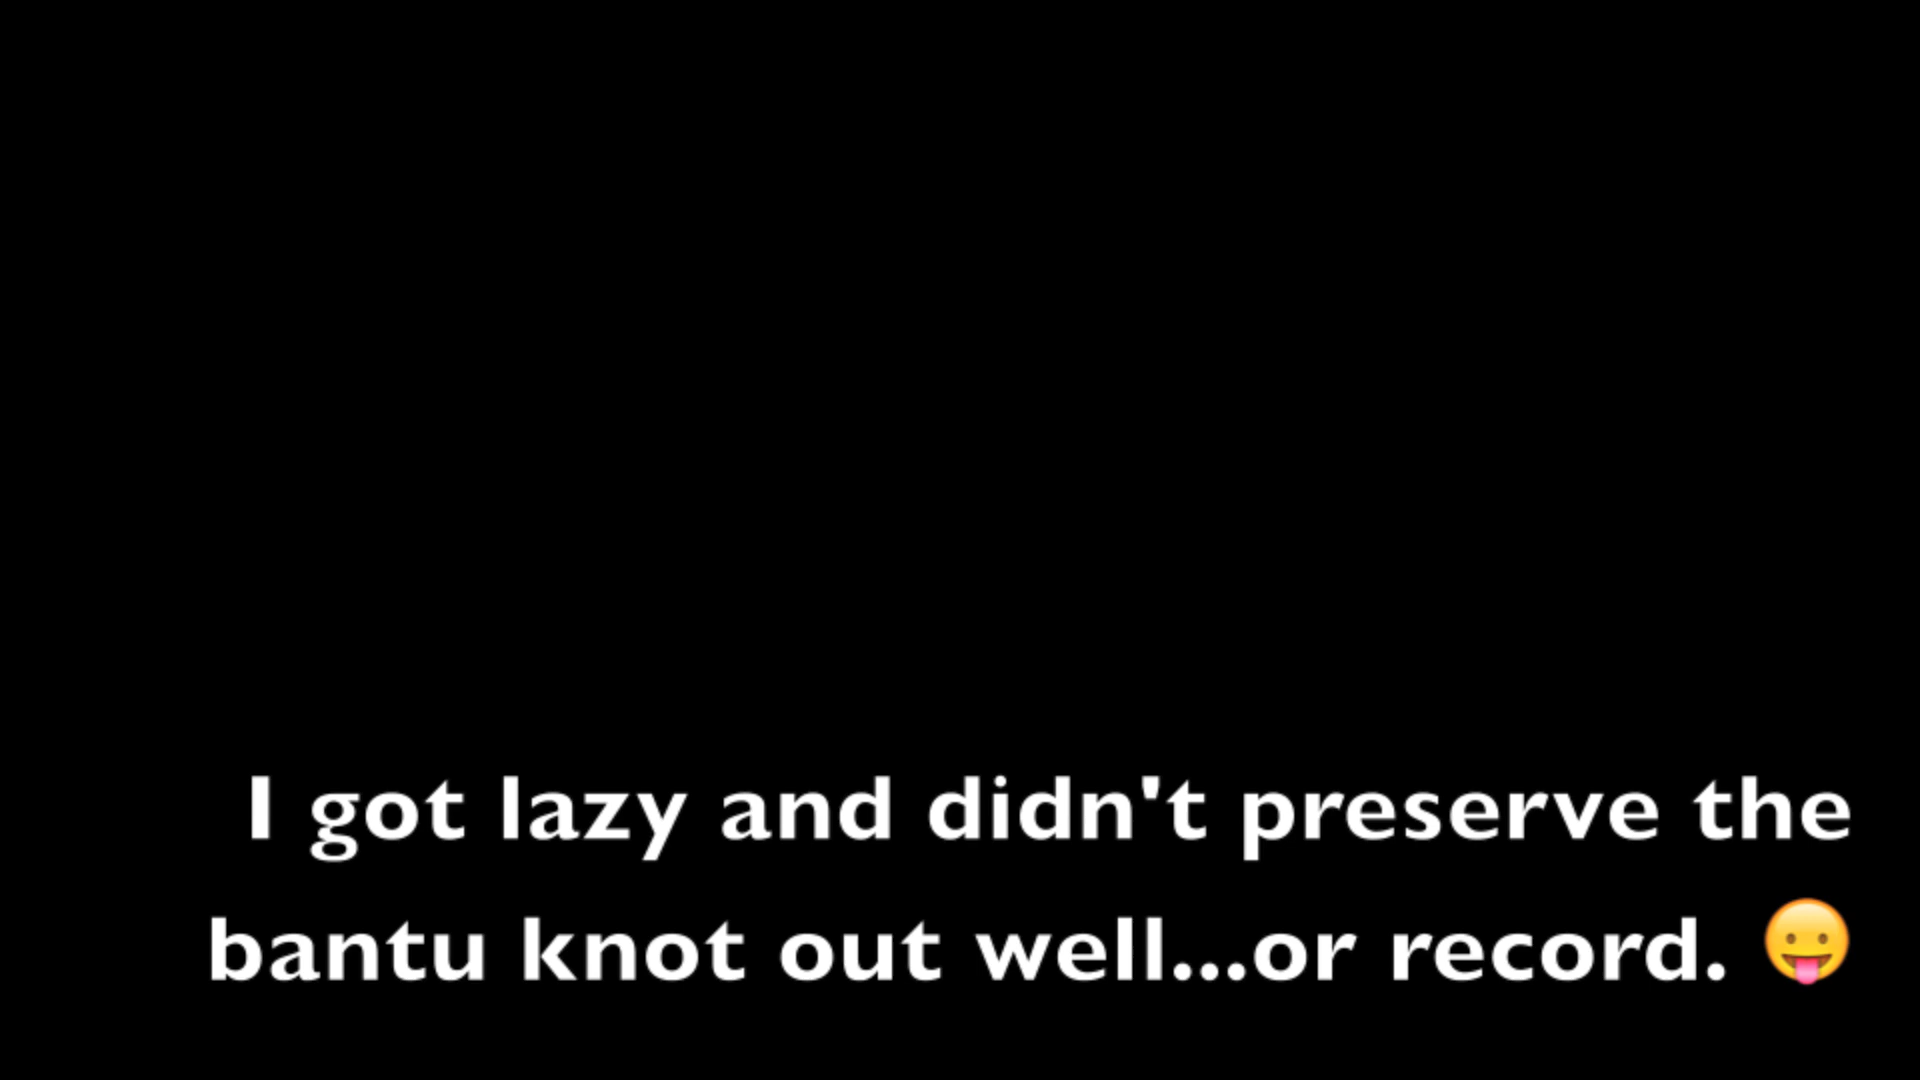 I got lazy and didn't preserve the
bantu knot out well...or record. 😛